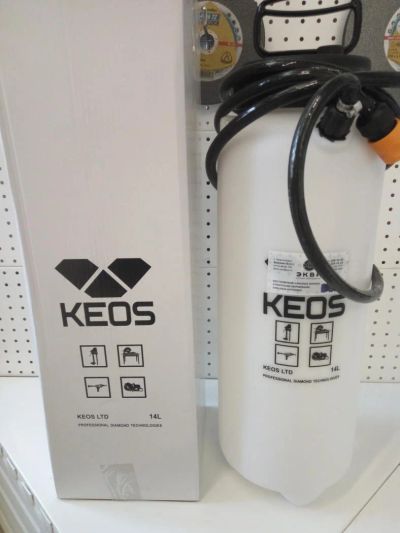 KEOS
KEOS LTD 14L
PROFESSIONAL DIAMOND TECHNOLOGIES
ЭКВА
KEOS
KEOS LTD 14L
PROFESSIONAL DIAMOND TECHNOLOGIES